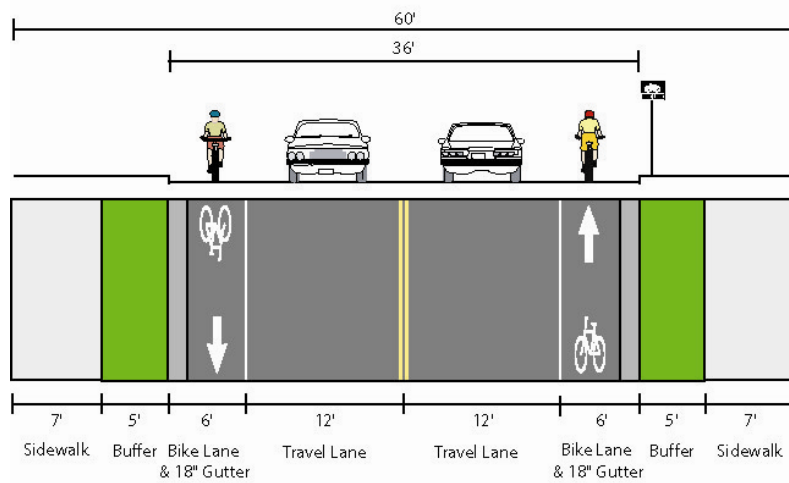 60'
36'
7' 5' 6' 12' 12' 6' 5' 7'
Sidewalk Buffer Bike Lane Travel Lane Travel Lane Bike Lane Buffer Sidewalk
& 18" Gutter & 18" Gutter